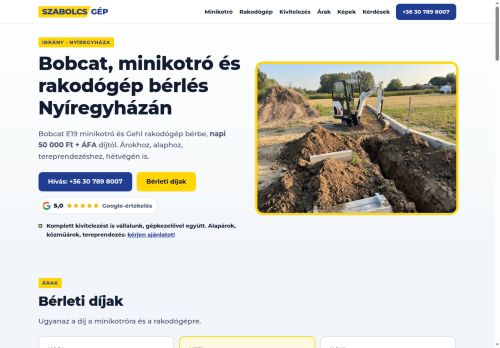 SZABOLCS GÉP
Minikotró Rakodógép Kivitelezés Árak Képek Kérdések +36 30 789 8007
IBRÁNY · NYÍREGYHÁZA
Bobcat, minikotró és
rakodógép bérlés
Nyíregyházán
Bobcat E19 minikotró és Gehl rakodógép bérbe, napi
50 000 Ft + ÁFA díjtól. Árokhoz, alaphoz,
tereprendezéshez, hétvégén is.
Hívás: +36 30 789 8007 Bérleti díjak
5,0 ★★★★★ Google-értékelés
Komplett kivitelezést is vállalunk, gépkezelővel együtt. Alapárok,
közműárok, tereprendezés: kérjen ajánlatot!
ÁRAK
Bérleti díjak
Ugyanaz a díj a minikotróra és a rakodógépre.